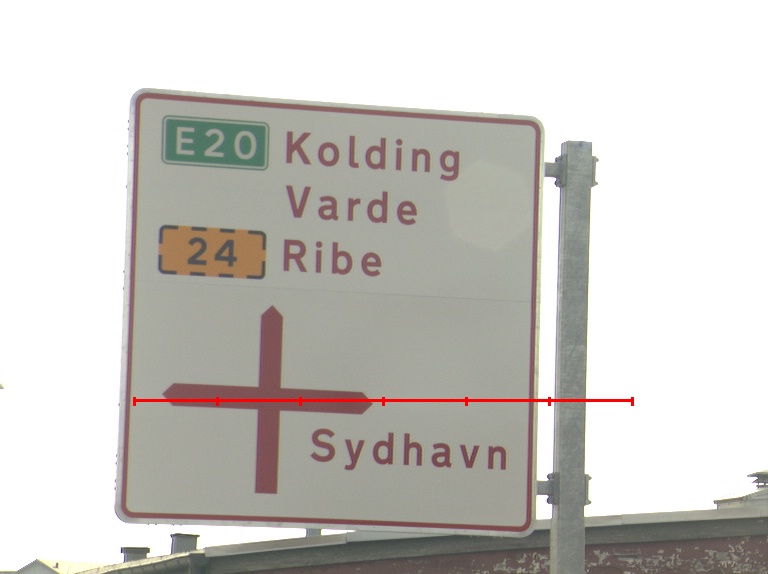 E20 Kolding
Varde
24 Ribe
Sydhavn